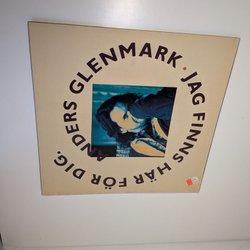 ANDERS GLENMARK · JAG FINNS HÄR FÖR DIG.